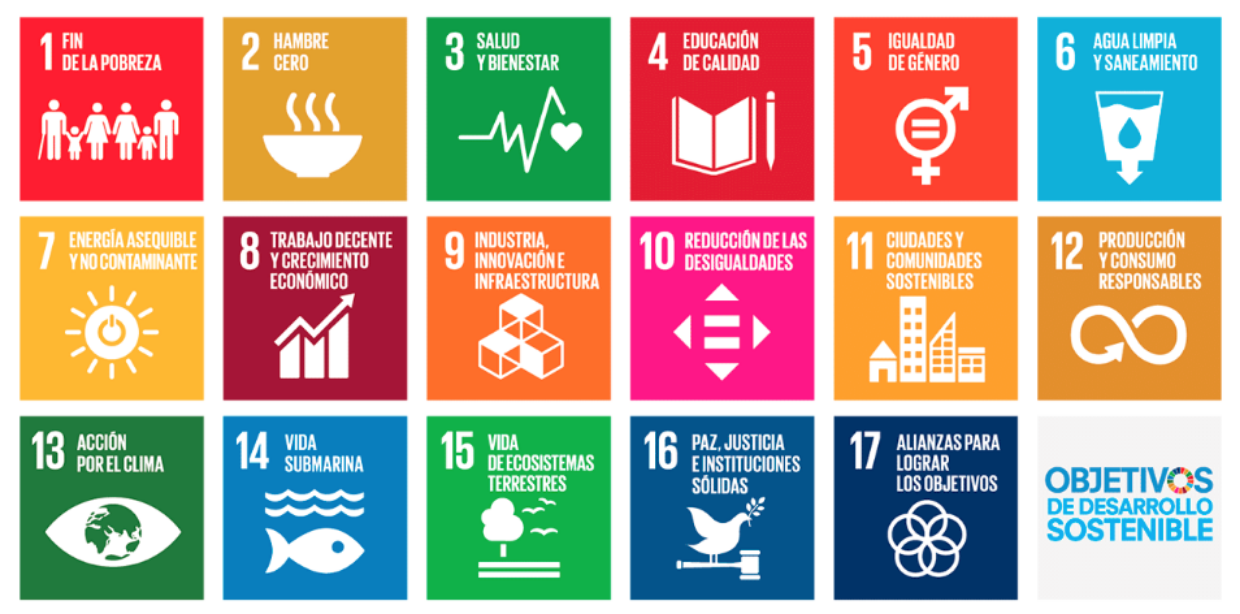 1 FIN
DE LA POBREZA
2 HAMBRE
CERO
3 SALUD
Y BIENESTAR
4 EDUCACIÓN
DE CALIDAD
5 IGUALDAD
DE GÉNERO
6 AGUA LIMPIA
Y SANEAMIENTO
7 ENERGÍA ASEQUIBLE
Y NO CONTAMINANTE
8 TRABAJO DECENTE
Y CRECIMIENTO
ECONÓMICO
9 INDUSTRIA,
INNOVACIÓN E
INFRAESTRUCTURA
10 REDUCCIÓN DE LAS
DESIGUALDADES
11 CIUDADES Y
COMUNIDADES
SOSTENIBLES
12 PRODUCCIÓN
Y CONSUMO
RESPONSABLES
13 ACCIÓN
POR EL CLIMA
14 VIDA
SUBMARINA
15 VIDA
DE ECOSISTEMAS
TERRESTRES
16 PAZ, JUSTICIA
E INSTITUCIONES
SÓLIDAS
17 ALIANZAS PARA
LOGRAR
LOS OBJETIVOS
OBJETIVOS
DE DESARROLLO
SOSTENIBLE